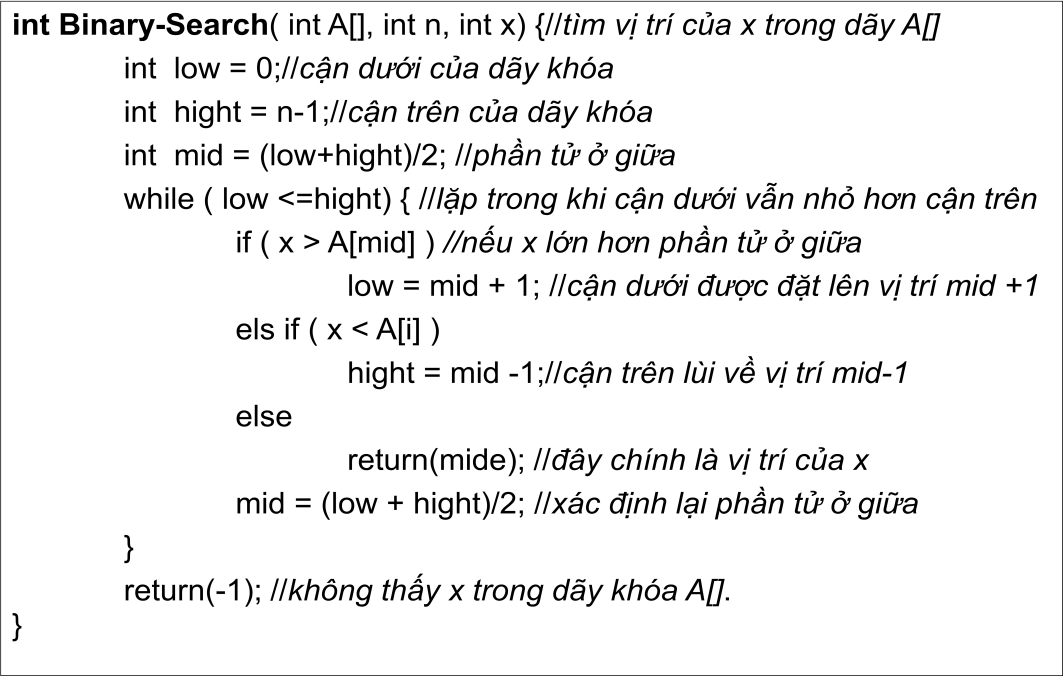 int Binary-Search( int A[], int n, int x) {//tìm vị trí của x trong dãy A[]
int low = 0;//cận dưới của dãy khóa
int hight = n-1;//cận trên của dãy khóa
int mid = (low+hight)/2; //phần tử ở giữa
while ( low <=hight) { //lặp trong khi cận dưới vẫn nhỏ hơn cận trên
if ( x > A[mid] ) //nếu x lớn hơn phần tử ở giữa
low = mid + 1; //cận dưới được đặt lên vị trí mid +1
els if ( x < A[i] )
hight = mid -1;//cận trên lùi về vị trí mid-1
else
return(mide); //đây chính là vị trí của x
mid = (low + hight)/2; //xác định lại phần tử ở giữa
}
return(-1); //không thấy x trong dãy khóa A[].
}